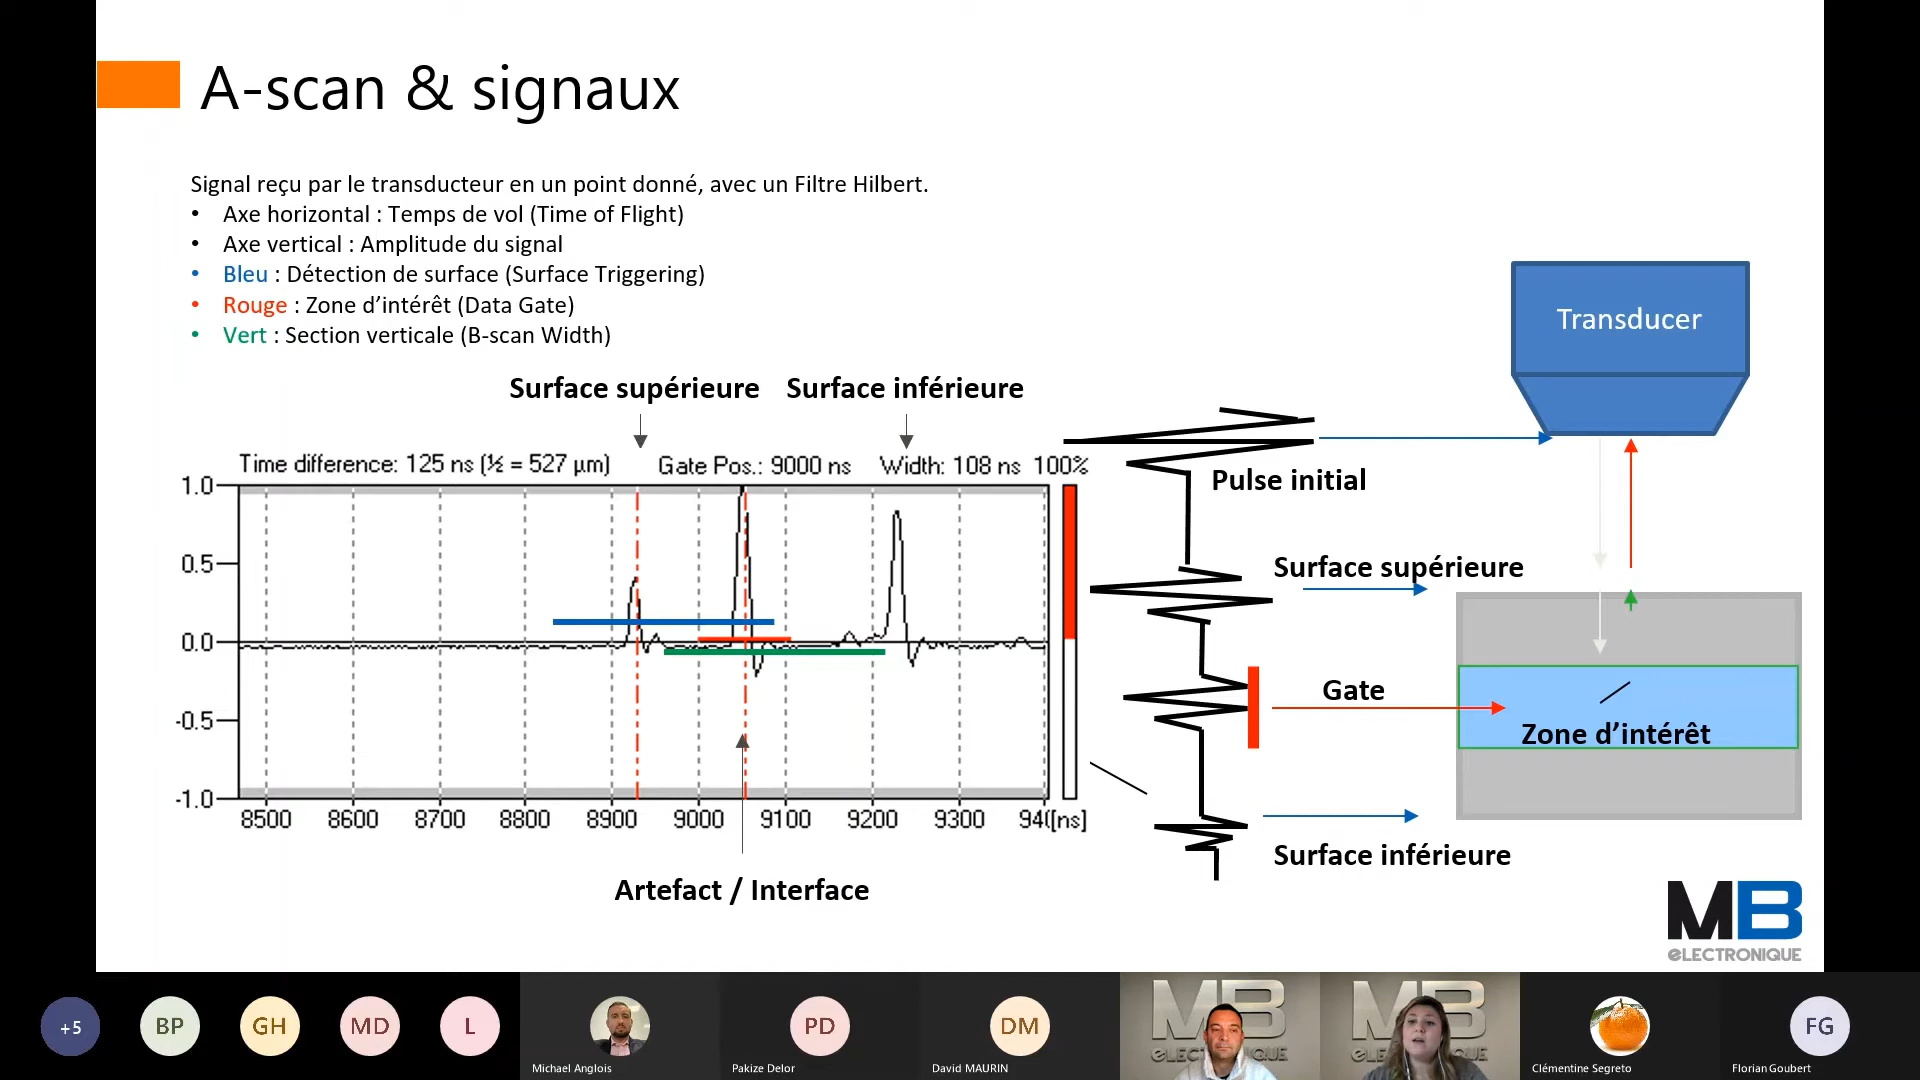 A-scan & signaux
Signal reçu par le transducteur en un point donné, avec un Filtre Hilbert.
• Axe horizontal : Temps de vol (Time of Flight)
• Axe vertical : Amplitude du signal
• Bleu : Détection de surface (Surface Triggering)
• Rouge : Zone d’intérêt (Data Gate)
• Vert : Section verticale (B-scan Width)
Surface supérieure Surface inférieure
Time difference: 125 ns (½ = 527 µm) Gate Pos.: 9000 ns Width: 108 ns 100%
1.0
0.5
0.0
-0.5
-1.0
8500 8600 8700 8800 8900 9000 9100 9200 9300 940[ns]
Artefact / Interface
Transducer
Pulse initial
Surface supérieure
Gate
Zone d’intérêt
Surface inférieure
MB
eLECTRONIQUE
+5
BP
GH
MD
L
Michael Anglois
PD
Pakize Delor
DM
David MAURIN
MB
eLECTRONIQUE
MB
eLECTRONIQUE
Clémentine Segreto
FG
Florian Goubert